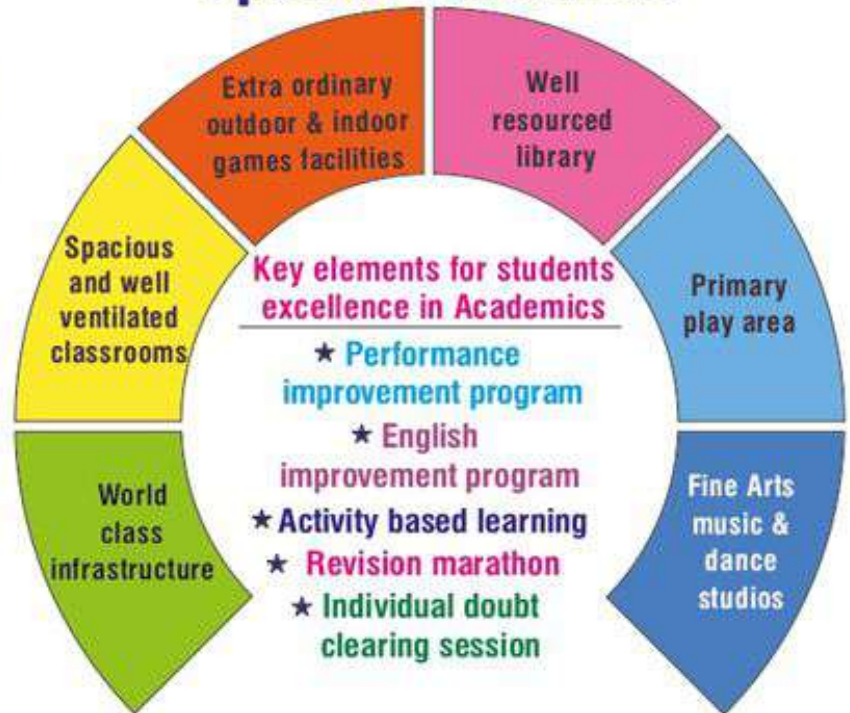 Extra ordinary
outdoor & indoor
games facilities
Well
resourced
library
Spacious
and well
ventilated
classrooms
Primary
play area
World
class
infrastructure
Fine Arts
music &
dance
studios
Key elements for students
excellence in Academics
★ Performance
improvement program
★ English
improvement program
★ Activity based learning
★ Revision marathon
★ Individual doubt
clearing session